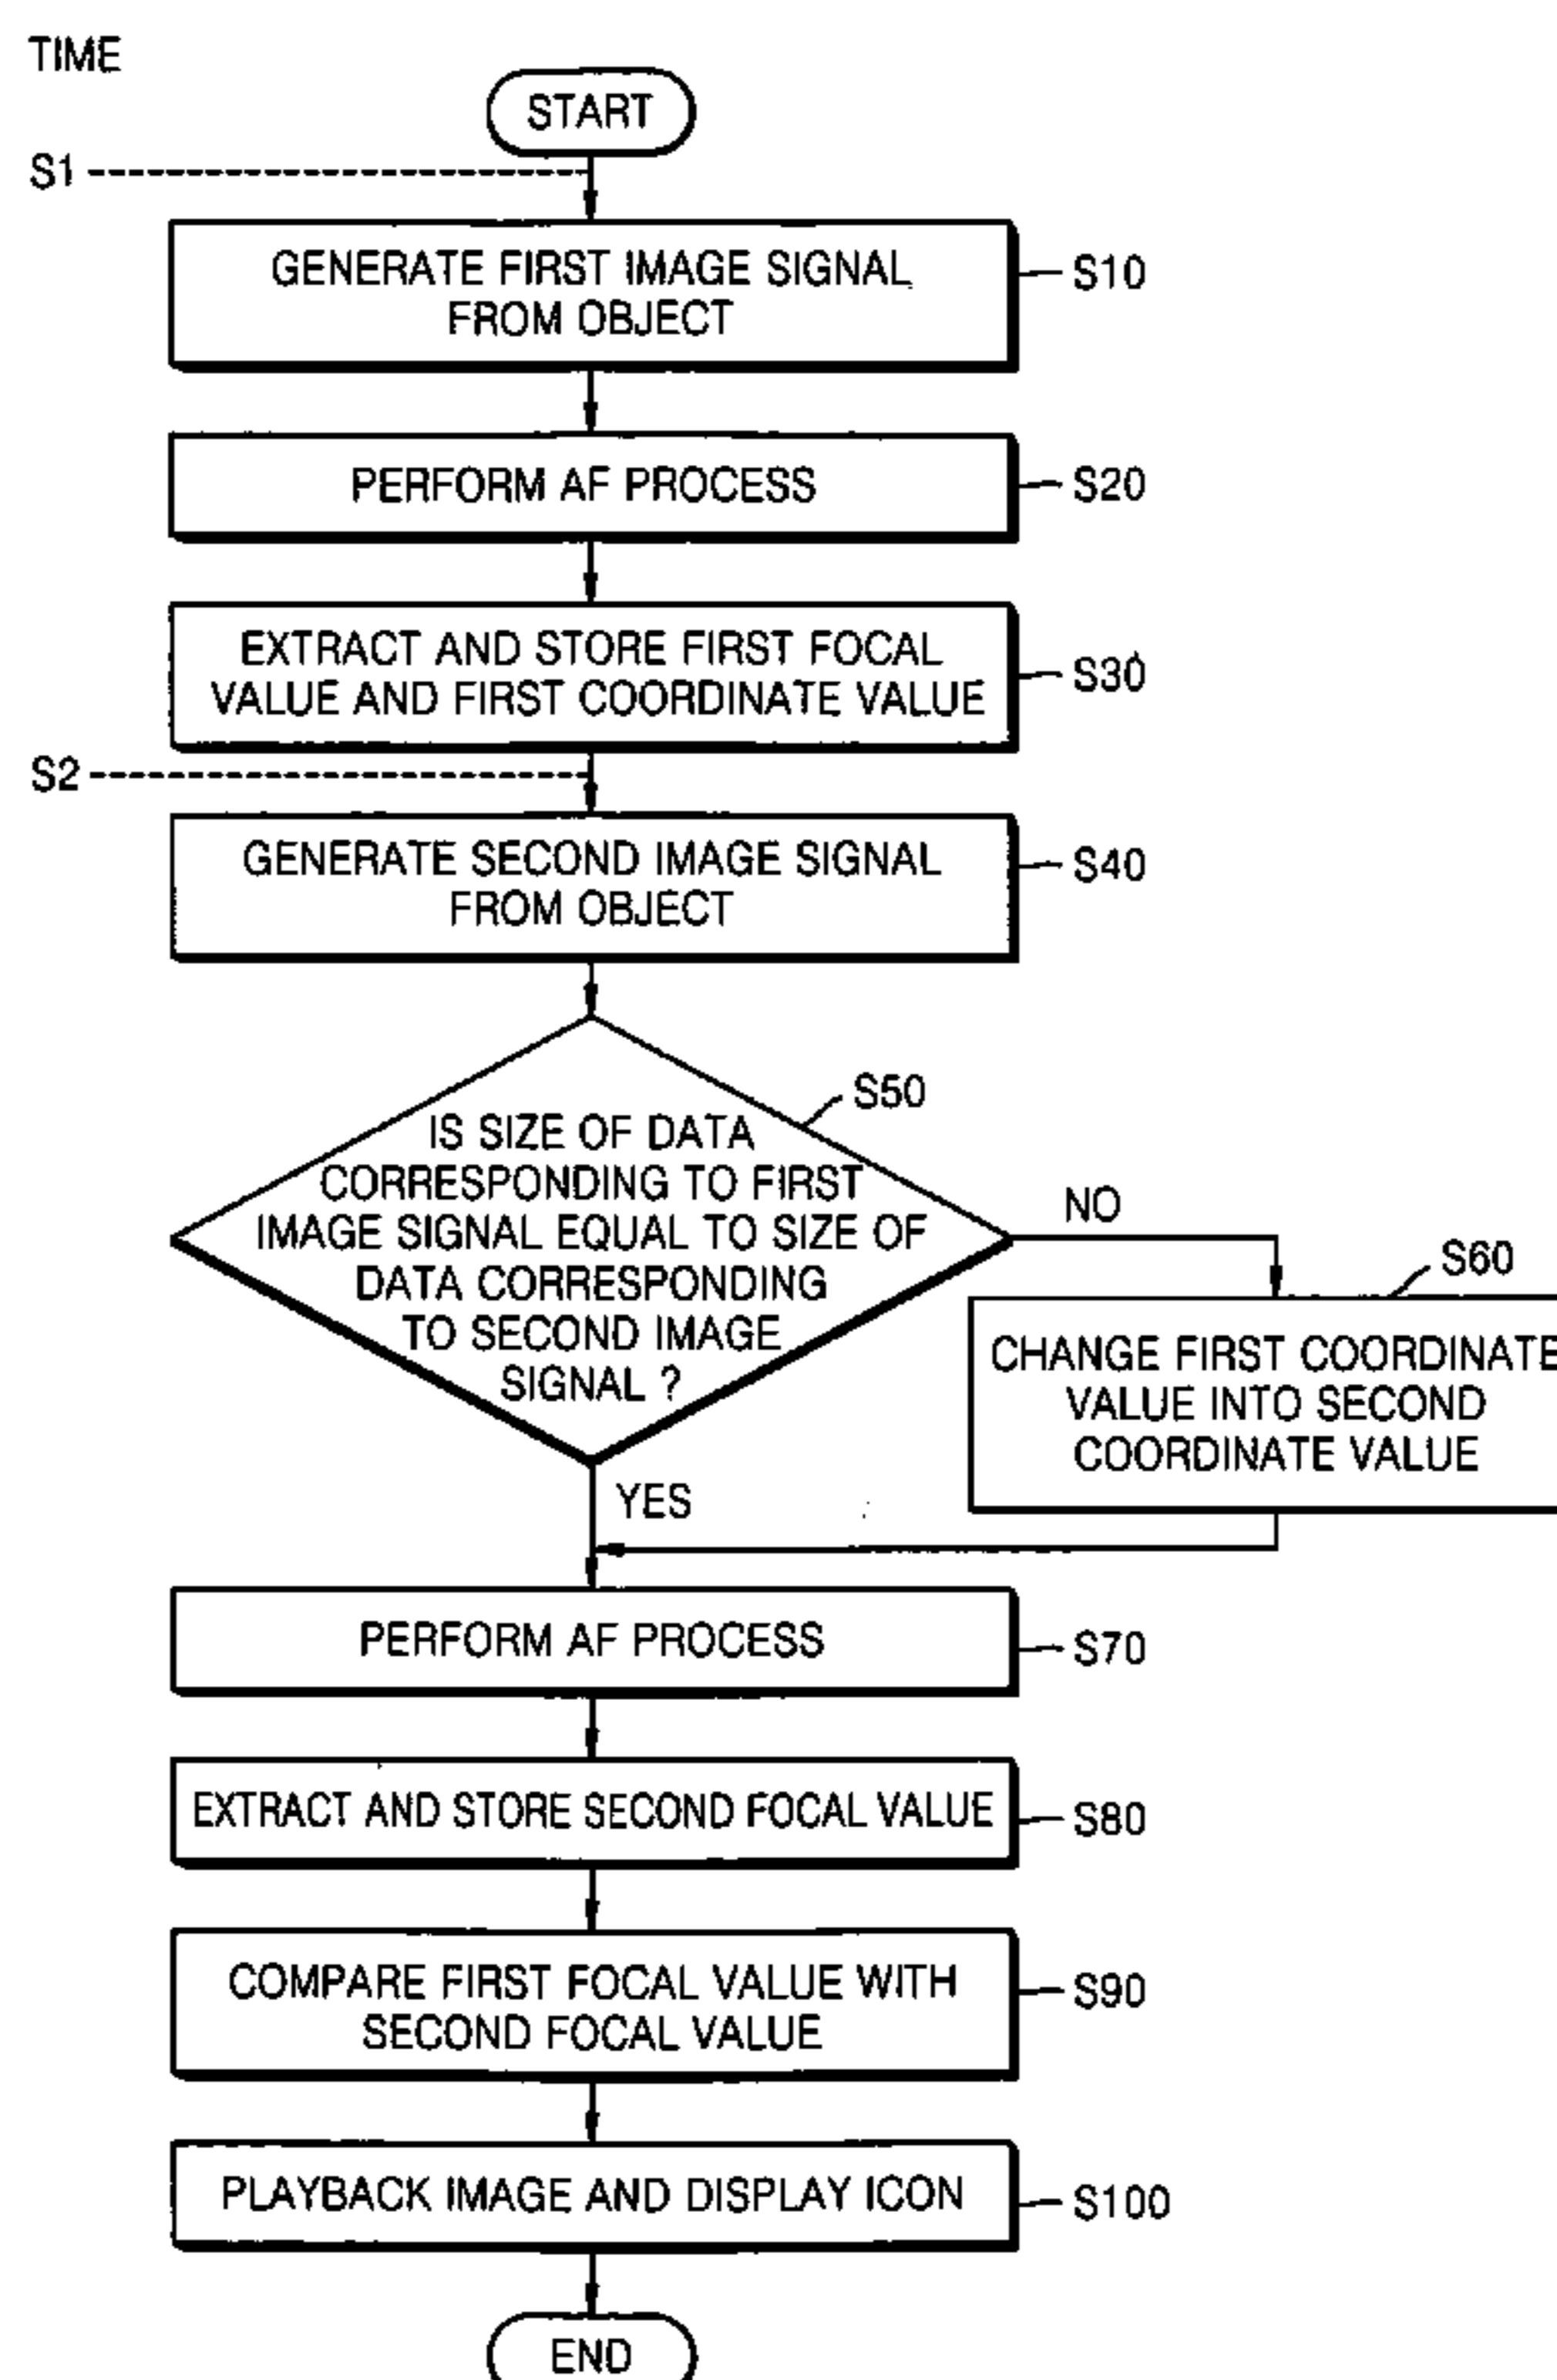 TIME
START
S1
GENERATE FIRST IMAGE SIGNAL
FROM OBJECT
S10
PERFORM AF PROCESS
S20
EXTRACT AND STORE FIRST FOCAL
VALUE AND FIRST COORDINATE VALUE
S30
S2
GENERATE SECOND IMAGE SIGNAL
FROM OBJECT
S40
S50
IS SIZE OF DATA
CORRESPONDING TO FIRST
IMAGE SIGNAL EQUAL TO SIZE OF
DATA CORRESPONDING
TO SECOND IMAGE
SIGNAL ?
NO
S60
CHANGE FIRST COORDINATE
VALUE INTO SECOND
COORDINATE VALUE
YES
PERFORM AF PROCESS
S70
EXTRACT AND STORE SECOND FOCAL VALUE
S80
COMPARE FIRST FOCAL VALUE WITH
SECOND FOCAL VALUE
S90
PLAYBACK IMAGE AND DISPLAY ICON
S100
END